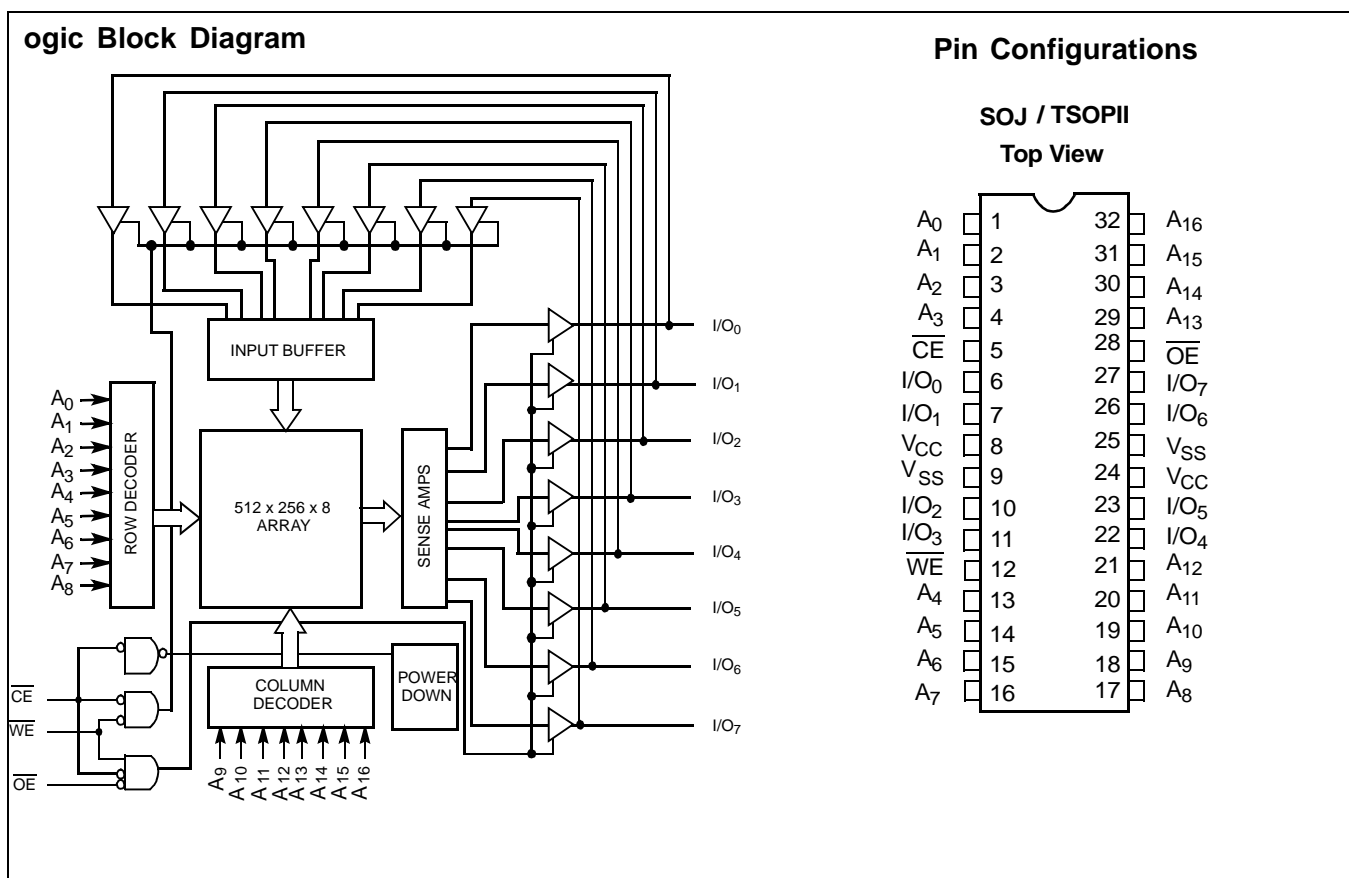 ogic Block Diagram
INPUT BUFFER
A0
A1
A2
A3
A4
A5
A6
A7
A8
ROW DECODER
512 x 256 x 8
ARRAY
SENSE AMPS
I/O0
I/O1
I/O2
I/O3
I/O4
I/O5
I/O6
I/O7
CE
WE
OE
COLUMN
DECODER
POWER
DOWN
A9
A10
A11
A12
A13
A14
A15
A16
Pin Configurations
SOJ / TSOPII
Top View
A0 1 32 A16
A1 2 31 A15
A2 3 30 A14
A3 4 29 A13
CE 5 28 OE
I/O0 6 27 I/O7
I/O1 7 26 I/O6
VCC 8 25 VSS
VSS 9 24 VCC
I/O2 10 23 I/O5
I/O3 11 22 I/O4
WE 12 21 A12
A4 13 20 A11
A5 14 19 A10
A6 15 18 A9
A7 16 17 A8